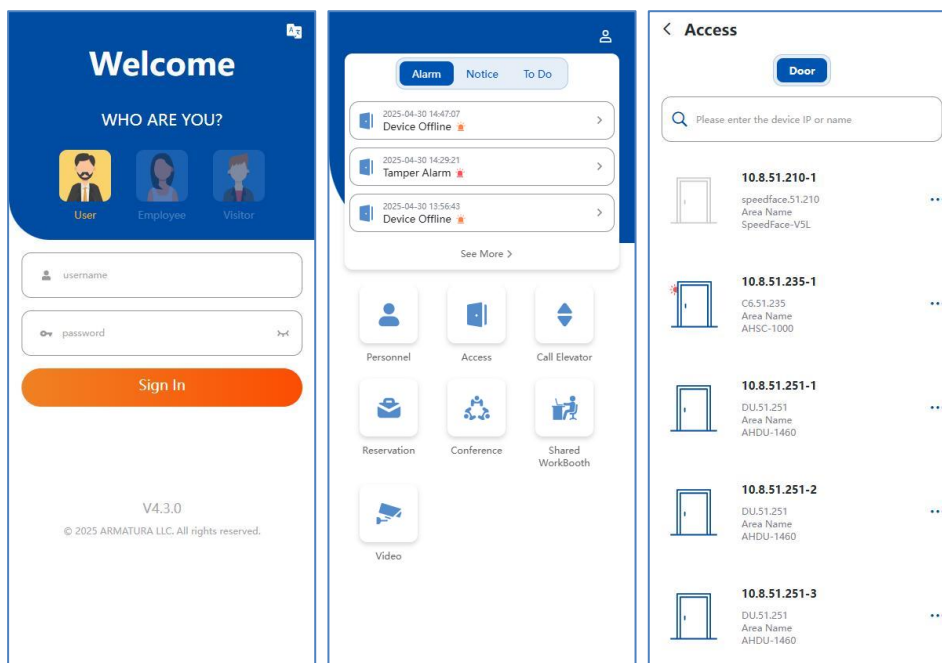 Welcome
WHO ARE YOU?
User
Employee
Visitor
username
password
Sign In
V4.3.0
© 2025 ARMATURA LLC. All rights reserved.
Alarm
Notice
To Do
2025-04-30 14:47:07
Device Offline
2025-04-30 14:29:21
Tamper Alarm
2025-04-30 13:56:43
Device Offline
See More >
Personnel
Access
Call Elevator
Reservation
Conference
Shared
WorkBooth
Video
< Access
Door
Please enter the device IP or name
10.8.51.210-1
speedface.51.210
Area Name
SpeedFace-V5L
10.8.51.235-1
C6.51.235
Area Name
AHSC-1000
10.8.51.251-1
DU.51.251
Area Name
AHDU-1460
10.8.51.251-2
DU.51.251
Area Name
AHDU-1460
10.8.51.251-3
DU.51.251
Area Name
AHDU-1460